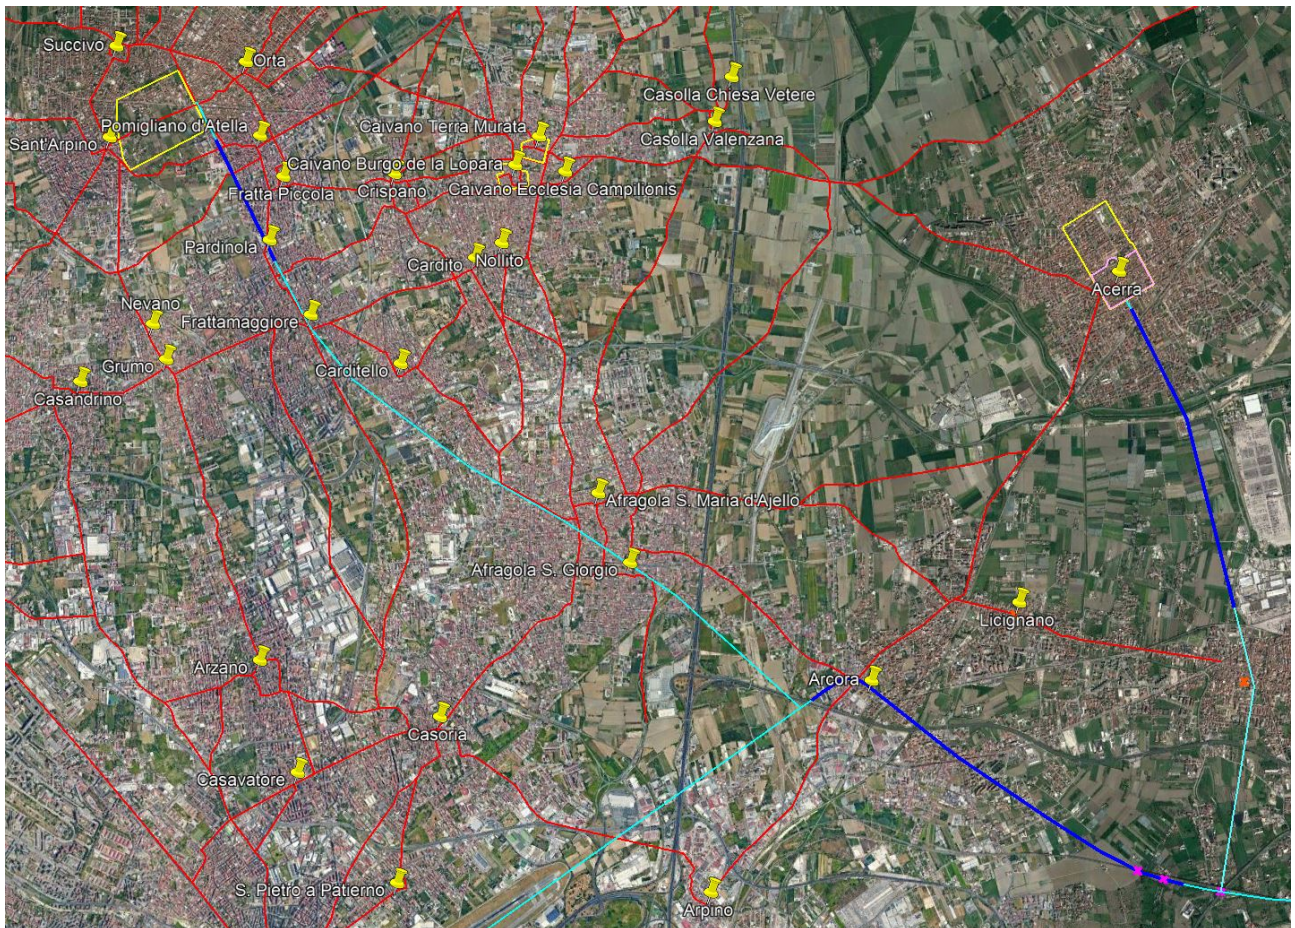 Succivo
Orta
Casolla Chiesa Vetere
Pomigliano d'Atella
Caivano Terra Murata
Casolla Valenzana
Sant'Arpino
Caivano Burgo de la Lopara
Fratta Piccola
Crispano
Caivano Ecclesia Campilionis
Pardinola
Cardito
Nollito
Acerra
Nevano
Frattamaggiore
Grumo
Carditello
Casandrino
Afragola S. Maria d'Ajello
Afragola S. Giorgio
Licignano
Arzano
Arcora
Casoria
Casavatore
S. Pietro a Patierno
Arpino